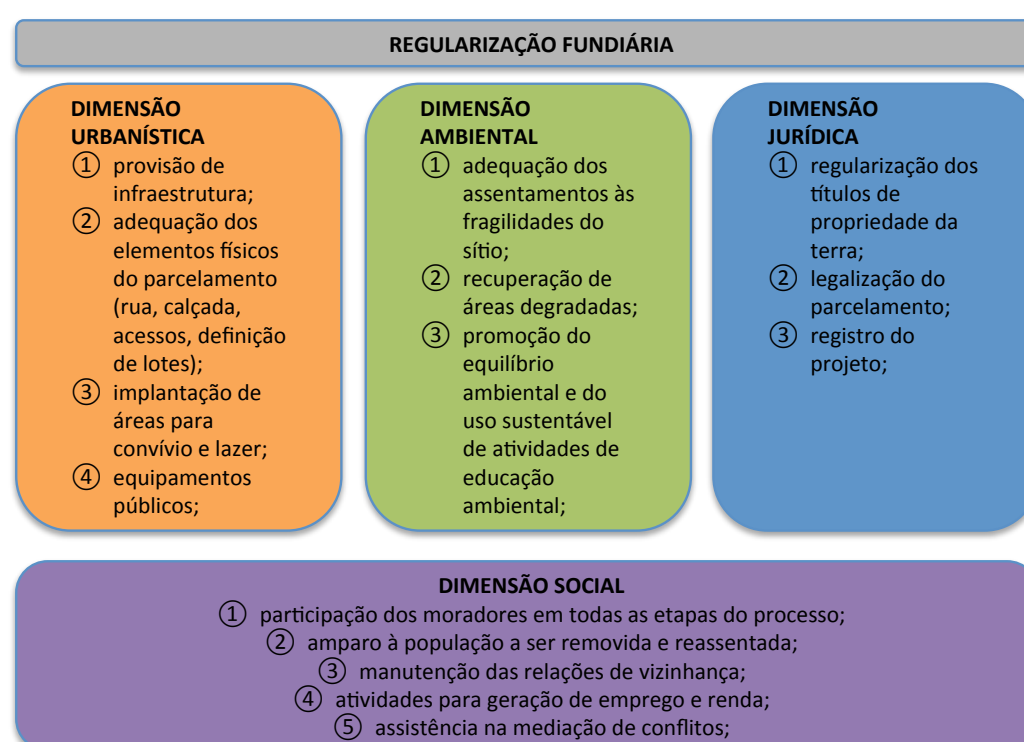 REGULARIZAÇÃO FUNDIÁRIA
DIMENSÃO
URBANÍSTICA
① provisão de
infraestrutura;
② adequação dos
elementos físicos
do parcelamento
(rua, calçada,
acessos, definição
de lotes);
③ implantação de
áreas para
convívio e lazer;
④ equipamentos
públicos;
DIMENSÃO
AMBIENTAL
① adequação dos
assentamentos às
fragilidades do
sítio;
② recuperação de
áreas degradadas;
③ promoção do
equilíbrio
ambiental e do
uso sustentável
de atividades de
educação
ambiental;
DIMENSÃO
JURÍDICA
① regularização dos
títulos de
propriedade da
terra;
② legalização do
parcelamento;
③ registro do
projeto;
DIMENSÃO SOCIAL
① participação dos moradores em todas as etapas do processo;
② amparo à população a ser removida e reassentada;
③ manutenção das relações de vizinhança;
④ atividades para geração de emprego e renda;
⑤ assistência na mediação de conflitos;